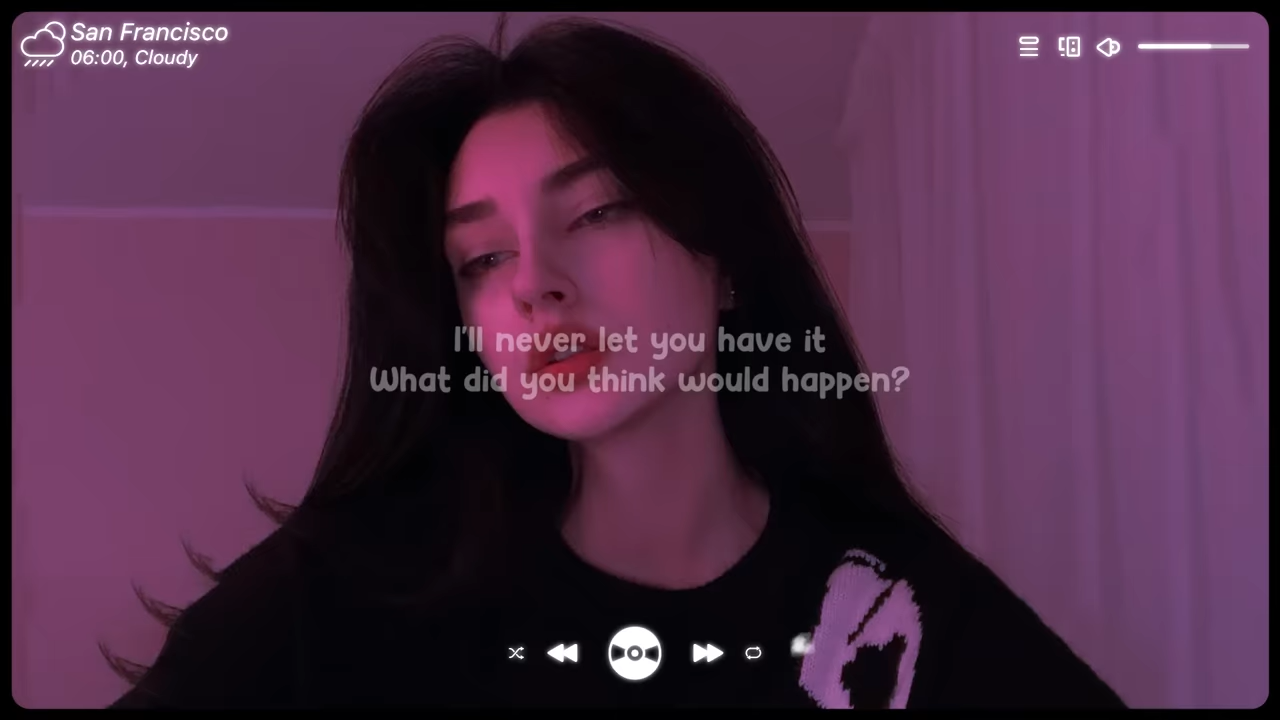 San Francisco
06:00, Cloudy
I'll never let you have it
What did you think would happen?